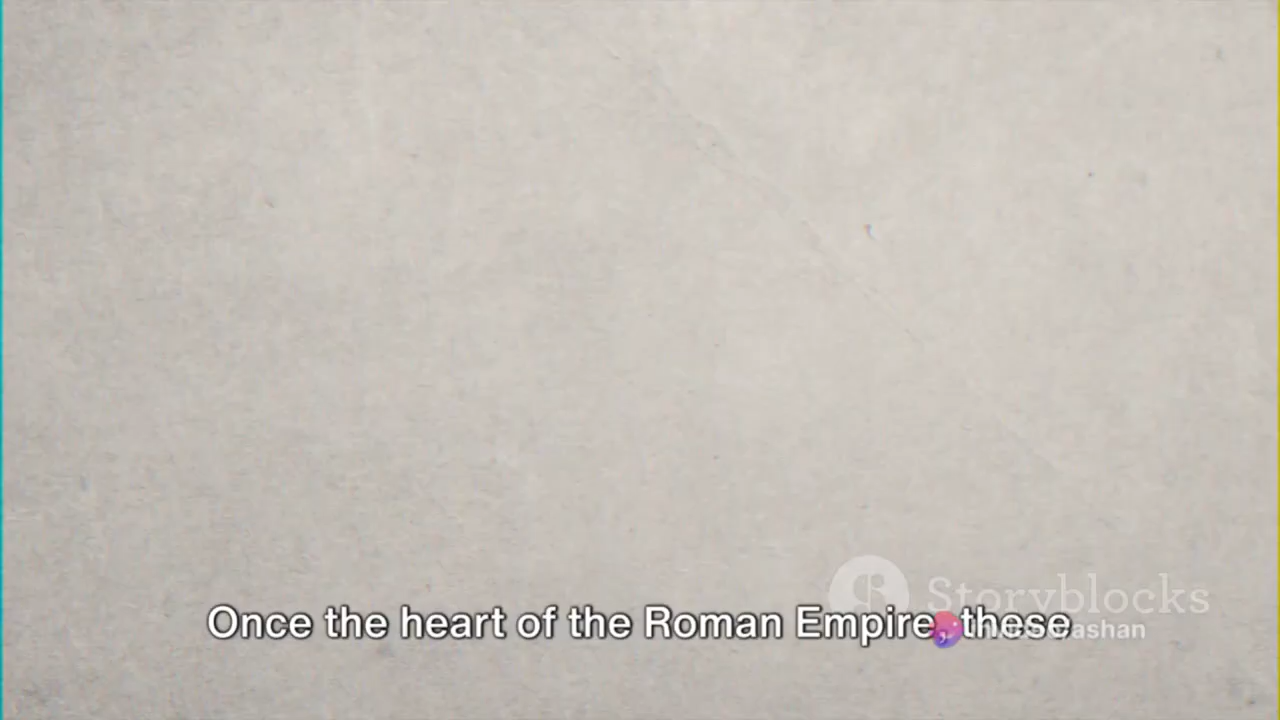 Storyblocks
Once the heart of the Roman Empire, these